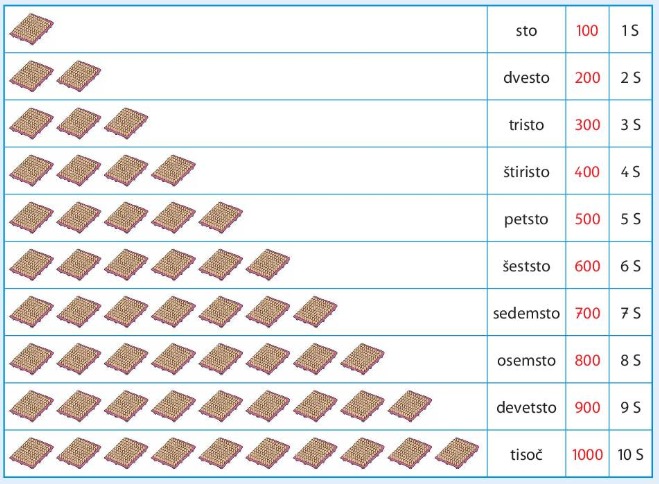 sto 100 1 S
dvesto 200 2 S
tristo 300 3 S
štiristo 400 4 S
petsto 500 5 S
šeststo 600 6 S
sedemsto 700 7 S
osemsto 800 8 S
devetsto 900 9 S
tisoč 1000 10 S